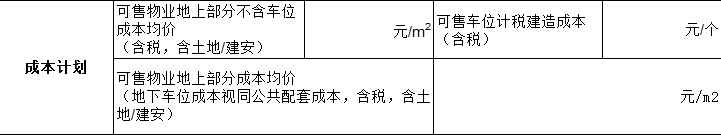 可售物业地上部分不含车位
成本均价
（含税，含土地/建安）
元/m²
可售车位计税建造成本
（含税）
元/个
成本计划
可售物业地上部分成本均价
（地下车位成本视同公共配套成本，含税，含土
地/建安）
元/m2